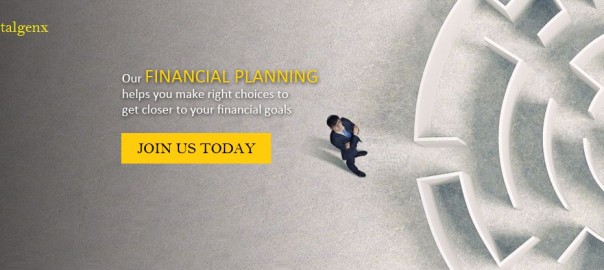 talgenx
Our FINANCIAL PLANNING
helps you make right choices to
get closer to your financial goals
JOIN US TODAY